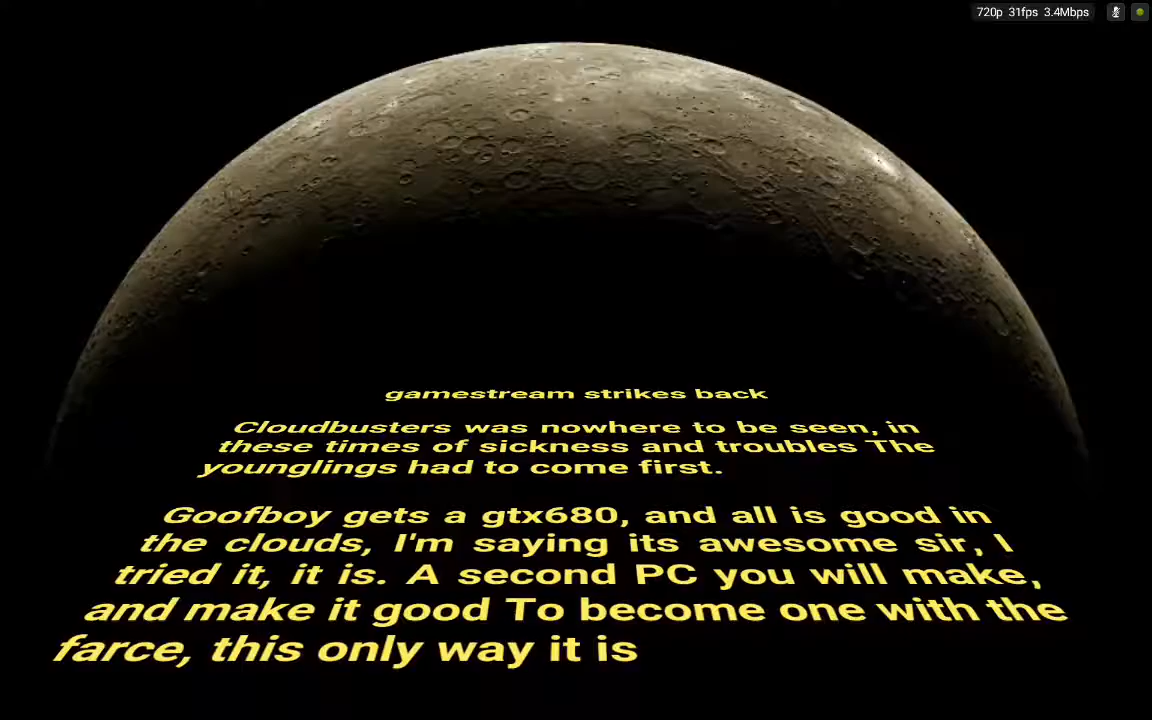 720p 31fps 3.4Mbps
gamestream strikes back
Cloudbusters was nowhere to be seen, in
these times of sickness and troubles The
younglings had to come first.
Goofboy gets a gtx680, and all is good in
the clouds, I'm saying its awesome sir, I
tried it, it is. A second PC you will make,
and make it good To become one with the
farce, this only way it is